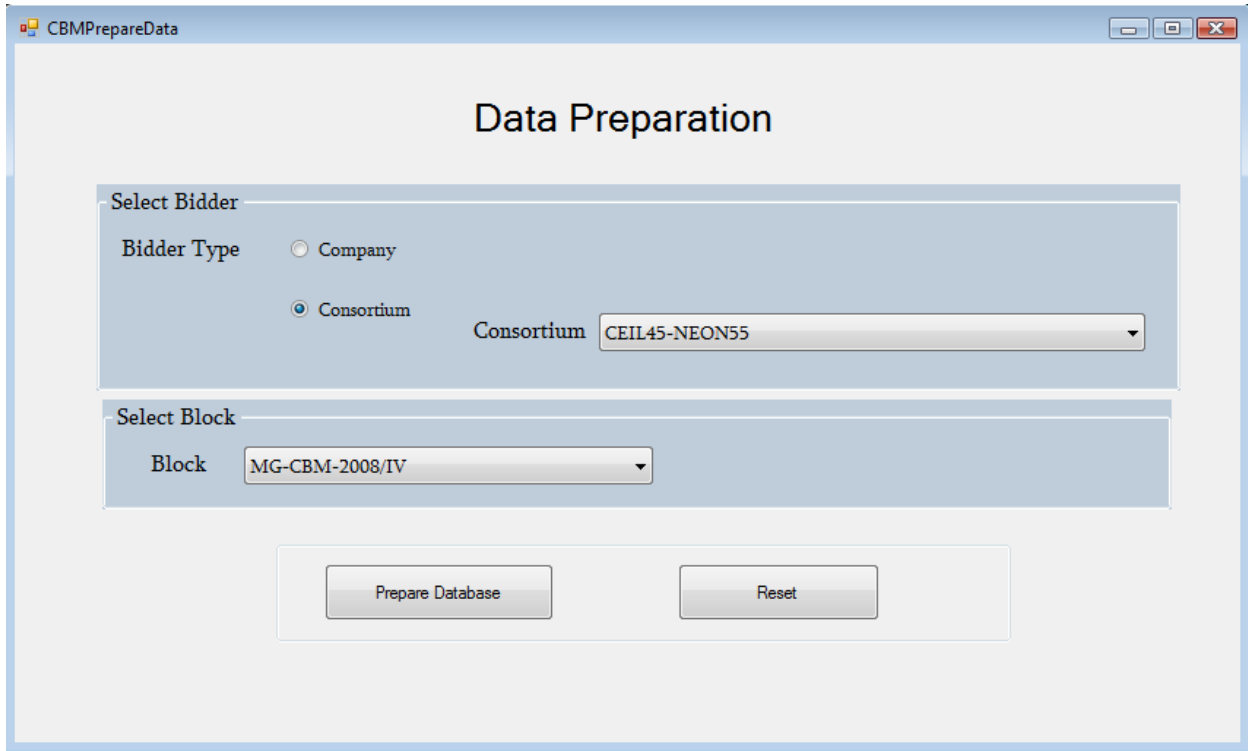 CBMPrepareData
Data Preparation
Select Bidder
Bidder Type
Company
Consortium
Consortium CEIL45-NEON55
Select Block
Block MG-CBM-2008/IV
Prepare Database Reset